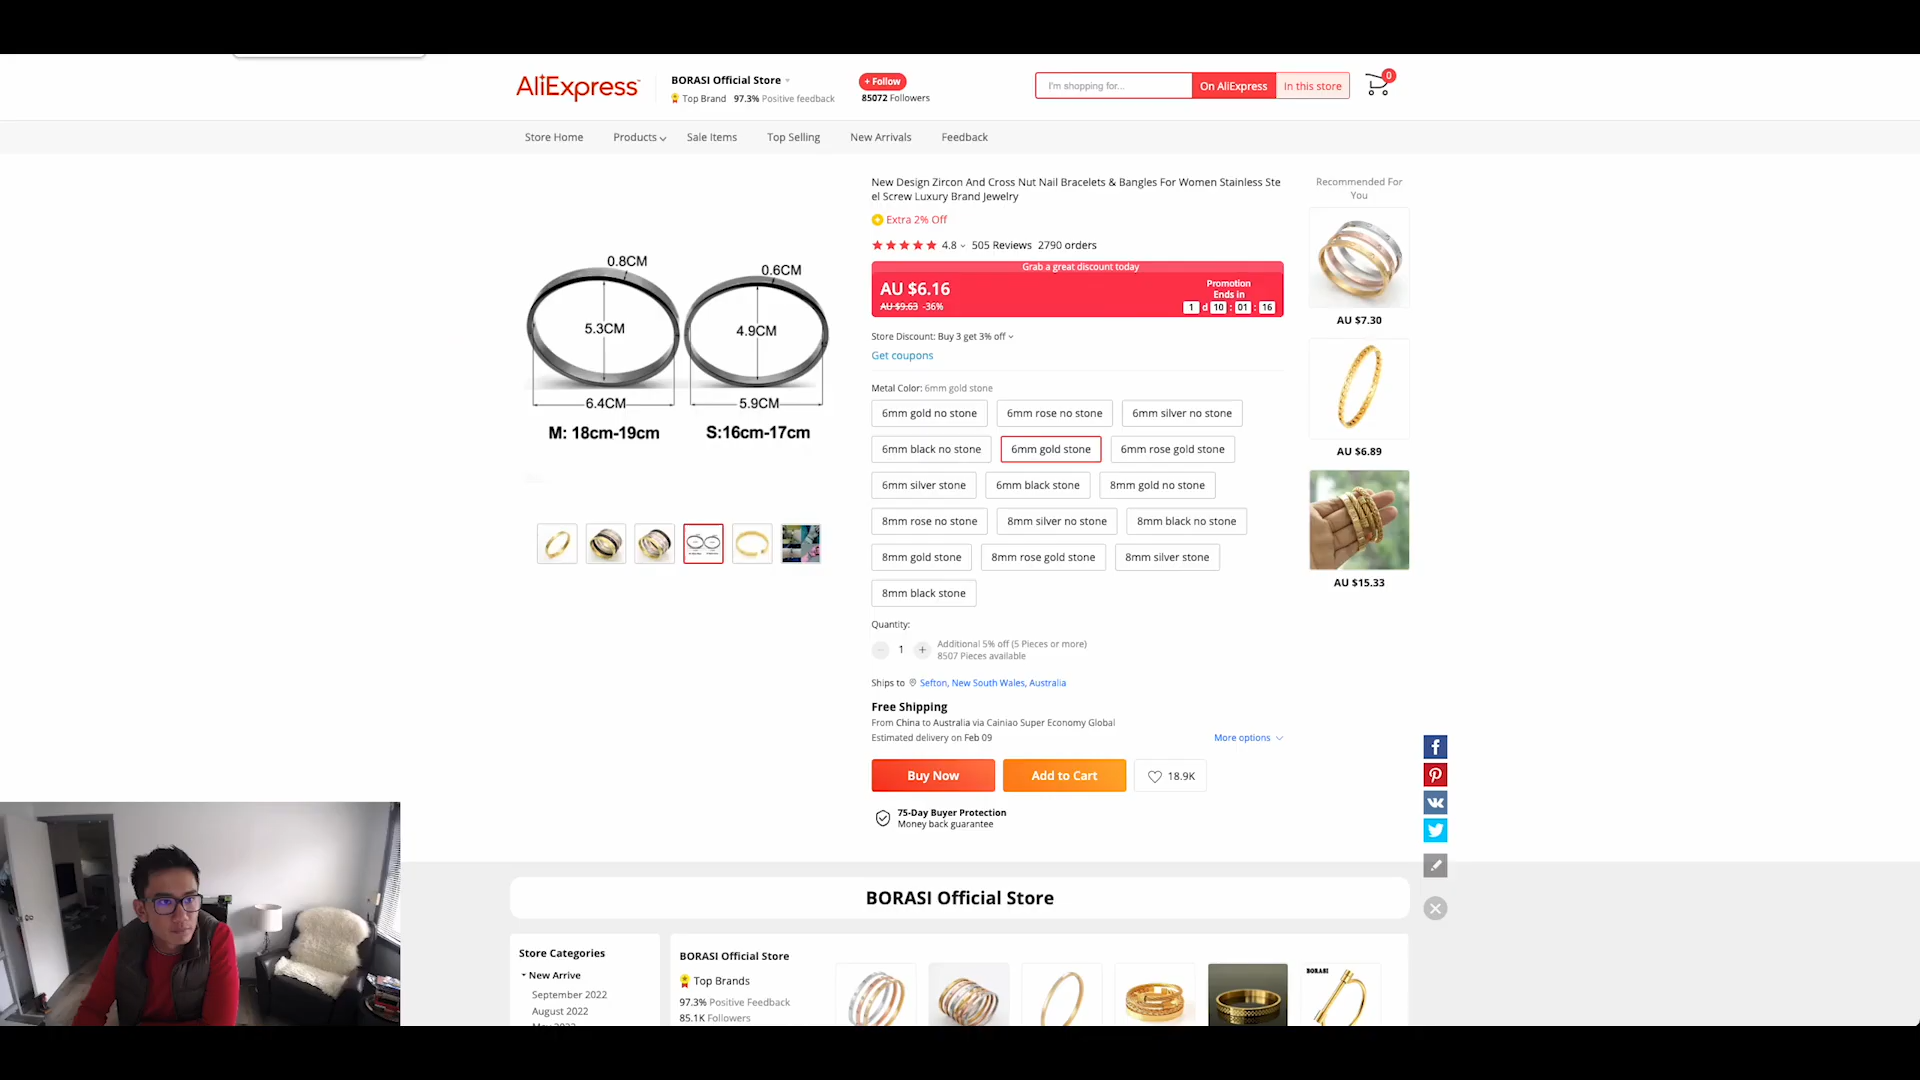 AliExpress
BORASI Official Store
Top Brand 97.3% Positive feedback
+ Follow
85072 Followers
I'm shopping for...
On AliExpress
In this store
0
Store Home
Products
Sale Items
Top Selling
New Arrivals
Feedback
0.8CM
0.6CM
5.3CM
4.9CM
6.4CM
5.9CM
M: 18cm-19cm
S:16cm-17cm
New Design Zircon And Cross Nut Nail Bracelets & Bangles For Women Stainless Ste
el Screw Luxury Brand Jewelry
Extra 2% Off
4.8 505 Reviews 2790 orders
Grab a great discount today
AU $6.16
AU $9.63 -36%
Promotion
Ends in
1 d 10 : 01 : 16
Store Discount: Buy 3 get 3% off
Get coupons
Metal Color: 6mm gold stone
6mm gold no stone
6mm rose no stone
6mm silver no stone
6mm black no stone
6mm gold stone
6mm rose gold stone
6mm silver stone
6mm black stone
8mm gold no stone
8mm rose no stone
8mm silver no stone
8mm black no stone
8mm gold stone
8mm rose gold stone
8mm silver stone
8mm black stone
Quantity:
1
Additional 5% off (5 Pieces or more)
8507 Pieces available
Ships to Sefton, New South Wales, Australia
Free Shipping
From China to Australia via Cainiao Super Economy Global
Estimated delivery on Feb 09
More options
Buy Now
Add to Cart
18.9K
75-Day Buyer Protection
Money back guarantee
Recommended For
You
AU $7.30
AU $6.89
AU $15.33
BORASI Official Store
Store Categories
New Arrive
September 2022
August 2022
May 2022
BORASI Official Store
Top Brands
97.3% Positive Feedback
85.1K Followers
BORASI